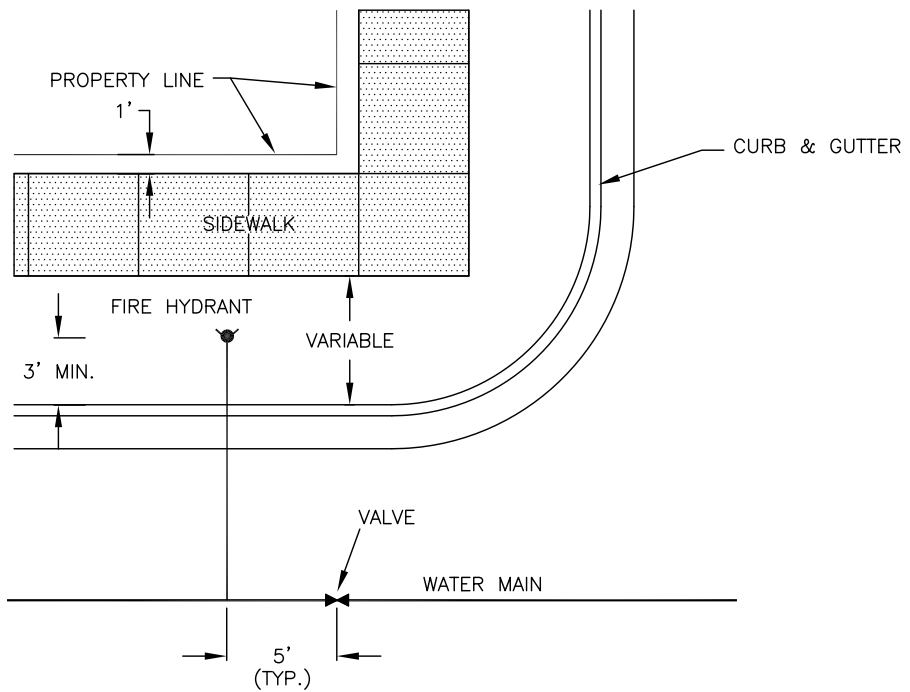 PROPERTY LINE
1'
CURB & GUTTER
SIDEWALK
FIRE HYDRANT
VARIABLE
3' MIN.
VALVE
WATER MAIN
5'
(TYP.)